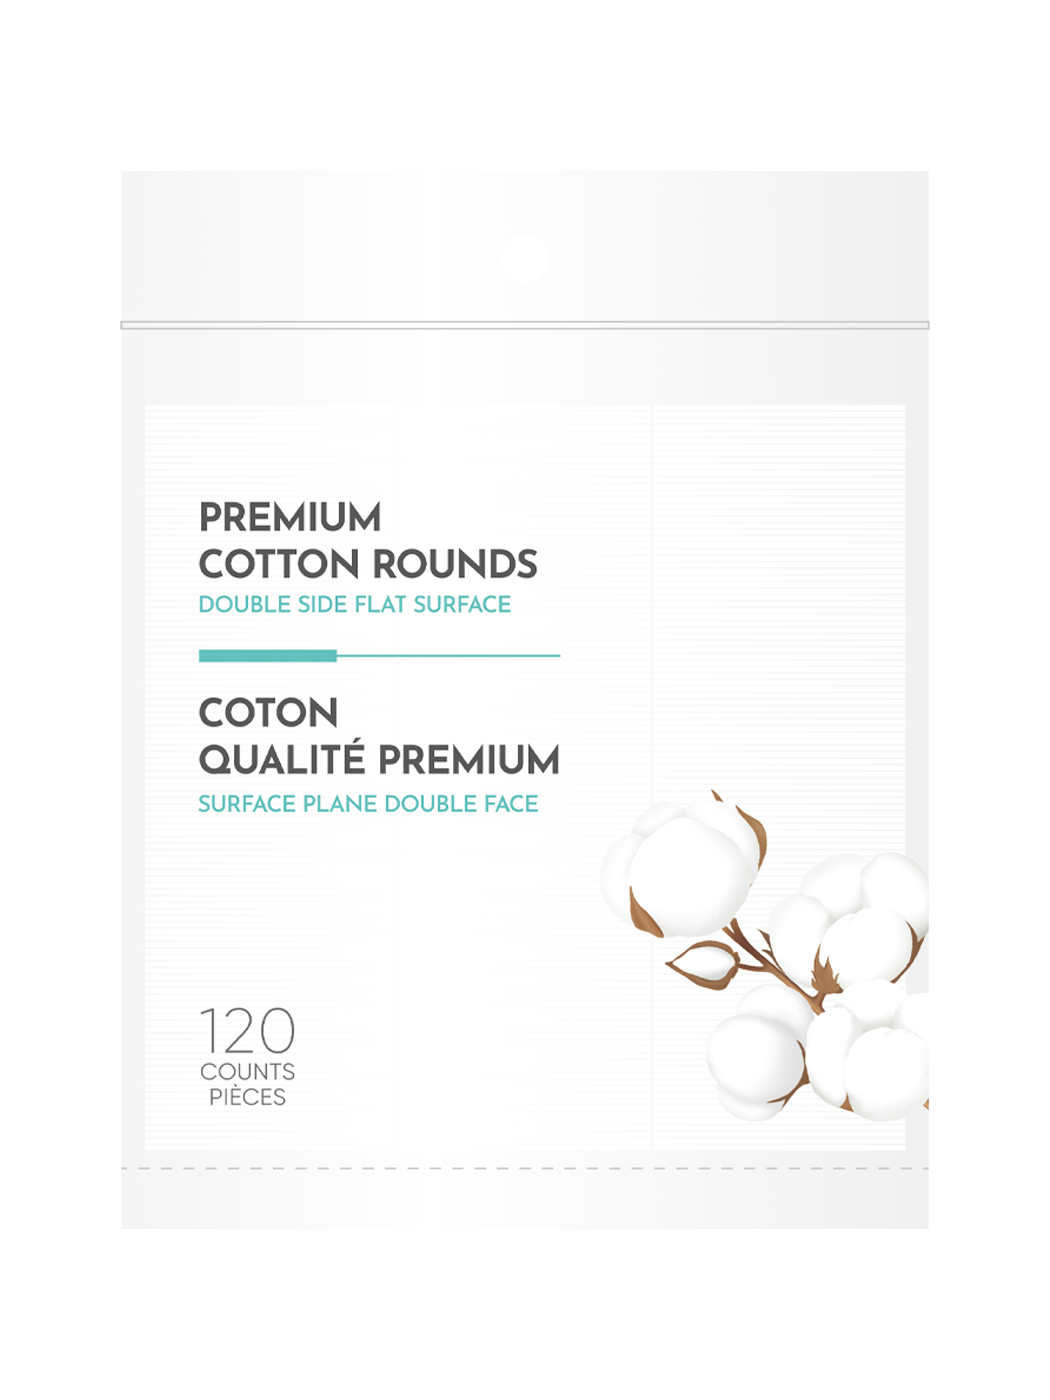 PREMIUM
COTTON ROUNDS
DOUBLE SIDE FLAT SURFACE
COTON
QUALITÉ PREMIUM
SURFACE PLANE DOUBLE FACE
120
COUNTS
PIÈCES